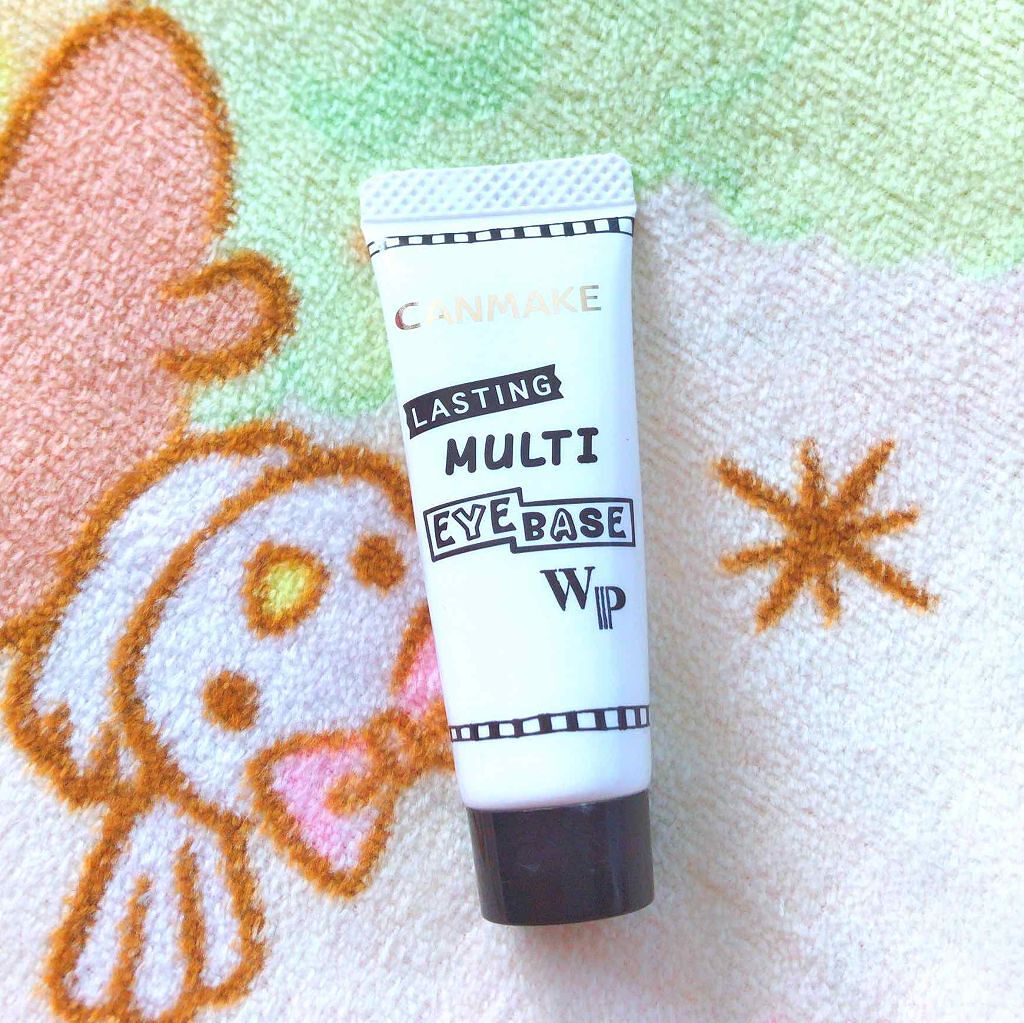 CANMAKE
LASTING
MULTI
EYE BASE
WP